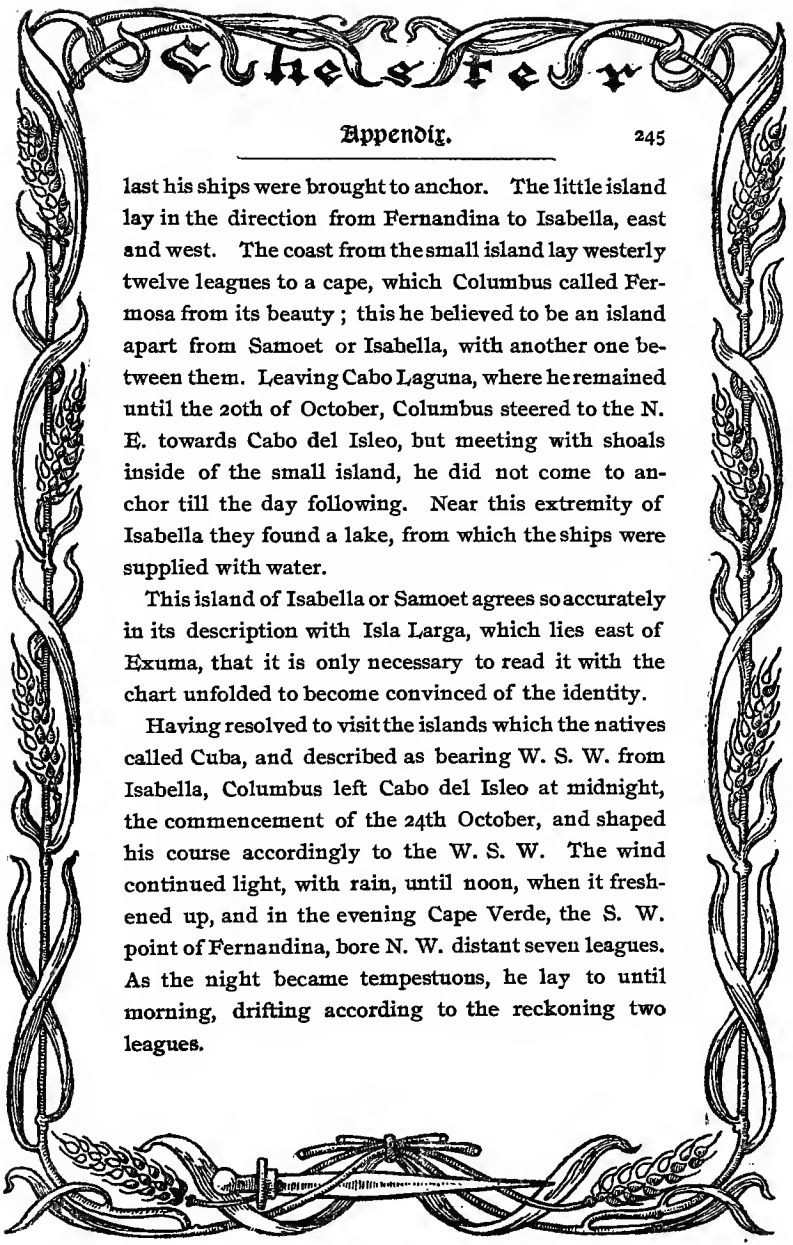 Chester
Appendix. 245
last his ships were brought to anchor. The little island
lay in the direction from Fernandina to Isabella, east
and west. The coast from the small island lay westerly
twelve leagues to a cape, which Columbus called Fer-
mosa from its beauty ; this he believed to be an island
apart from Samoet or Isabella, with another one be-
tween them. Leaving Cabo Laguna, where he remained
until the 20th of October, Columbus steered to the N.
E. towards Cabo del Isleo, but meeting with shoals
inside of the small island, he did not come to an-
chor till the day following. Near this extremity of
Isabella they found a lake, from which the ships were
supplied with water.
This island of Isabella or Samoet agrees so accurately
in its description with Isla Larga, which lies east of
Exuma, that it is only necessary to read it with the
chart unfolded to become convinced of the identity.
Having resolved to visit the islands which the natives
called Cuba, and described as bearing W. S. W. from
Isabella, Columbus left Cabo del Isleo at midnight,
the commencement of the 24th October, and shaped
his course accordingly to the W. S. W. The wind
continued light, with rain, until noon, when it fresh-
ened up, and in the evening Cape Verde, the S. W.
point of Fernandina, bore N. W. distant seven leagues.
As the night became tempestuons, he lay to until
morning, drifting according to the reckoning two
leagues.